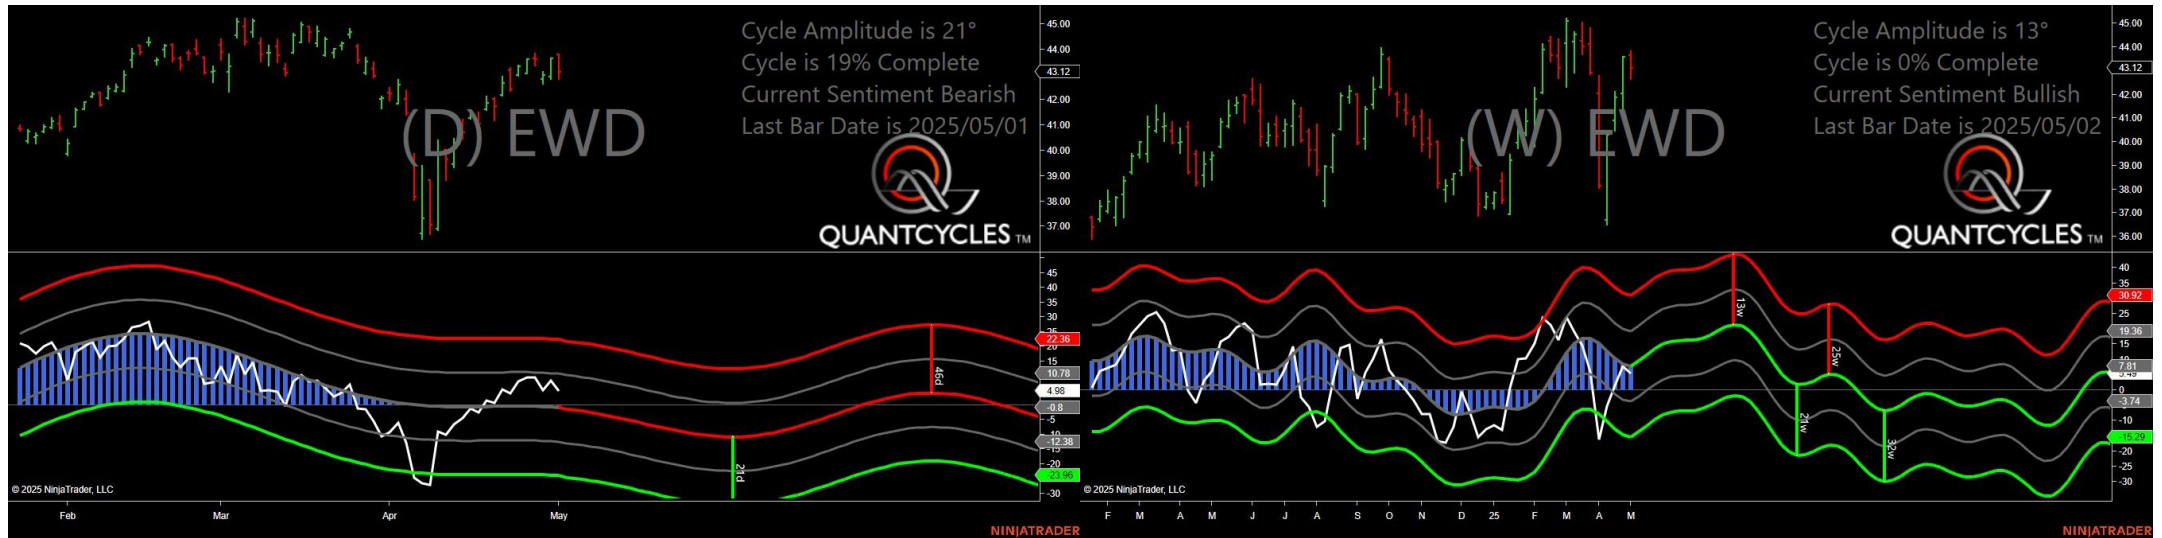 Cycle Amplitude is 21°
Cycle is 19% Complete
Current Sentiment Bearish
Last Bar Date is 2025/05/01
(D) EWD
QUANTCYCLES TM
45.00
44.00
43.12
42.00
41.00
40.00
39.00
38.00
37.00
45
40
35
30
25
22.36
20
15
10.78
4.98
-0.8
-5
-10
-12.38
-15
-20
-23.96
-30
46d
21d
© 2025 NinjaTrader, LLC
Feb Mar Apr May
NINJATRADER
Cycle Amplitude is 13°
Cycle is 0% Complete
Current Sentiment Bullish
Last Bar Date is 2025/05/02
(W) EWD
QUANTCYCLES TM
45.00
44.00
43.12
42.00
41.00
40.00
39.00
38.00
37.00
36.00
40
35
30.92
25
19.36
15
7.81
5.49
0
-3.74
-10
-15.29
-20
-25
-30
13w
25w
21w
32w
© 2025 NinjaTrader, LLC
F M A M J J A S O N D 25 F M A M
NINJATRADER